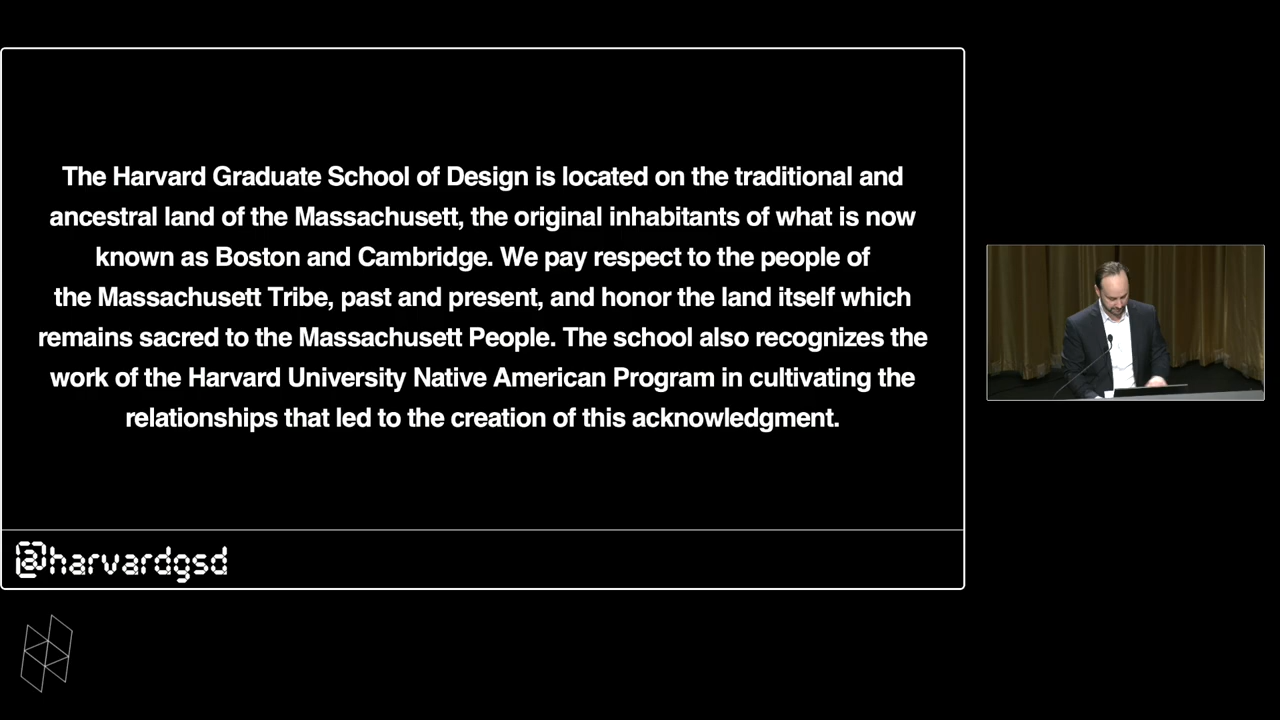 The Harvard Graduate School of Design is located on the traditional and
ancestral land of the Massachusett, the original inhabitants of what is now
known as Boston and Cambridge. We pay respect to the people of
the Massachusett Tribe, past and present, and honor the land itself which
remains sacred to the Massachusett People. The school also recognizes the
work of the Harvard University Native American Program in cultivating the
relationships that led to the creation of this acknowledgment.
@harvardgsd